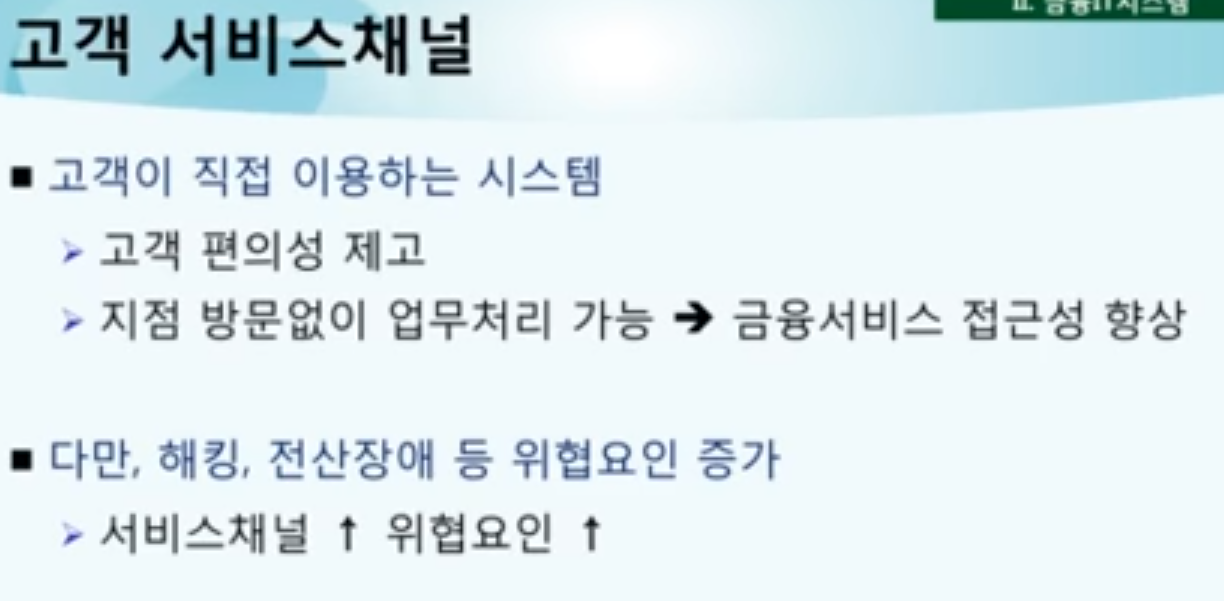 II. 금융IT시스템
고객 서비스채널
■ 고객이 직접 이용하는 시스템
➢ 고객 편의성 제고
➢ 지점 방문없이 업무처리 가능 ➔ 금융서비스 접근성 향상
■ 다만, 해킹, 전산장애 등 위협요인 증가
➢ 서비스채널 ↑ 위협요인 ↑